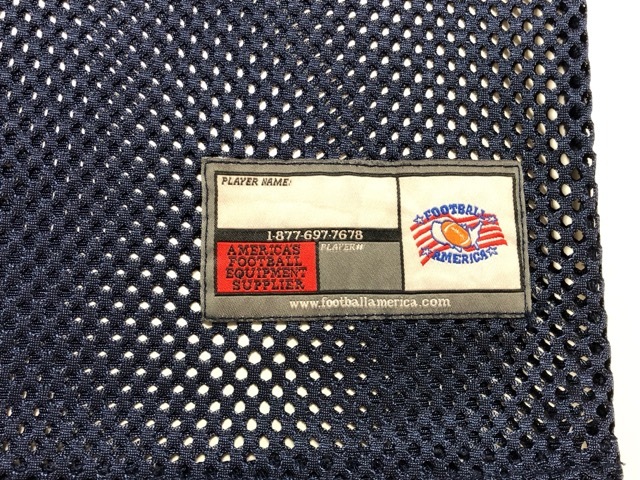 PLAYER NAME:
1-877-697-7678
AMERICA'S
FOOTBALL
EQUIPMENT
SUPPLIER
PLAYER#
FOOTBALL
AMERICA
www.footballamerica.com